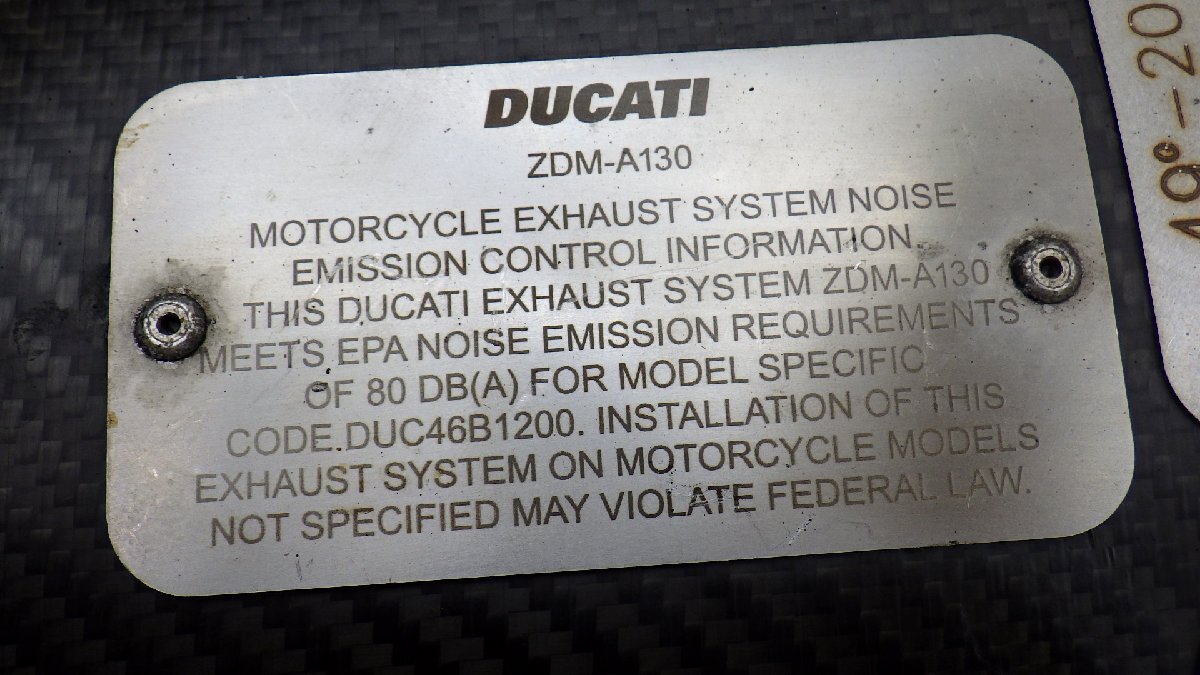 DUCATI
ZDM-A130
MOTORCYCLE EXHAUST SYSTEM NOISE
EMISSION CONTROL INFORMATION.
THIS DUCATI EXHAUST SYSTEM ZDM-A130
MEETS EPA NOISE EMISSION REQUIREMENTS
OF 80 DB(A) FOR MODEL SPECIFIC
CODE.DUC46B1200. INSTALLATION OF THIS
EXHAUST SYSTEM ON MOTORCYCLE MODELS
NOT SPECIFIED MAY VIOLATE FEDERAL LAW.